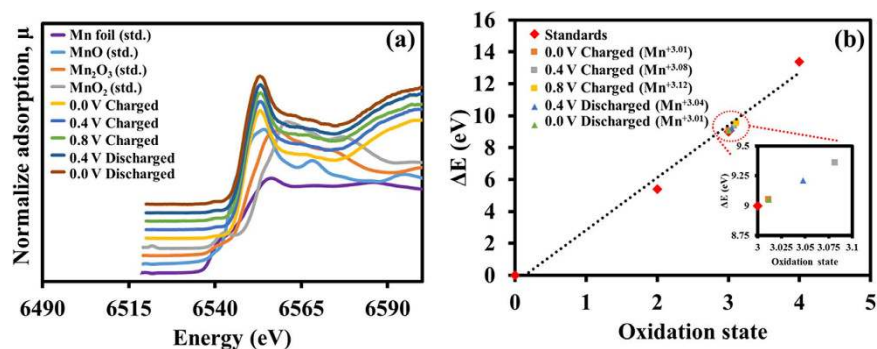 (a)
Normalize adsorption, μ
Mn foil (std.)
MnO (std.)
Mn₂O₃ (std.)
MnO₂ (std.)
0.0 V Charged
0.4 V Charged
0.8 V Charged
0.4 V Discharged
0.0 V Discharged
6490 6515 6540 6565 6590
Energy (eV)
(b)
ΔE (eV)
16
14
12
10
8
6
4
2
0
Standards
0.0 V Charged (Mn⁺³·⁰¹)
0.4 V Charged (Mn⁺³·⁰⁸)
0.8 V Charged (Mn⁺³·¹²)
0.4 V Discharged (Mn⁺³·⁰⁴)
0.0 V Discharged (Mn⁺³·⁰¹)
ΔE (eV)
9.5
9.25
9
8.75
3 3.025 3.05 3.075 3.1
Oxidation state
0 1 2 3 4 5
Oxidation state